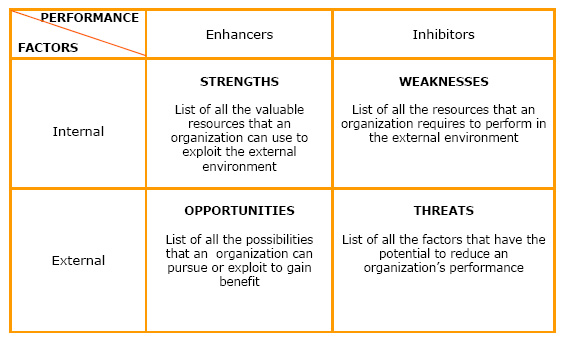 PERFORMANCE
FACTORS
Enhancers
Inhibitors
Internal
STRENGTHS
List of all the valuable
resources that an
organization can use to
exploit the external
environment
WEAKNESSES
List of all the resources that an
organization requires to perform in
the external environment
External
OPPORTUNITIES
List of all the possibilities
that an organization can
pursue or exploit to gain
benefit
THREATS
List of all the factors that have the
potential to reduce an
organization's performance